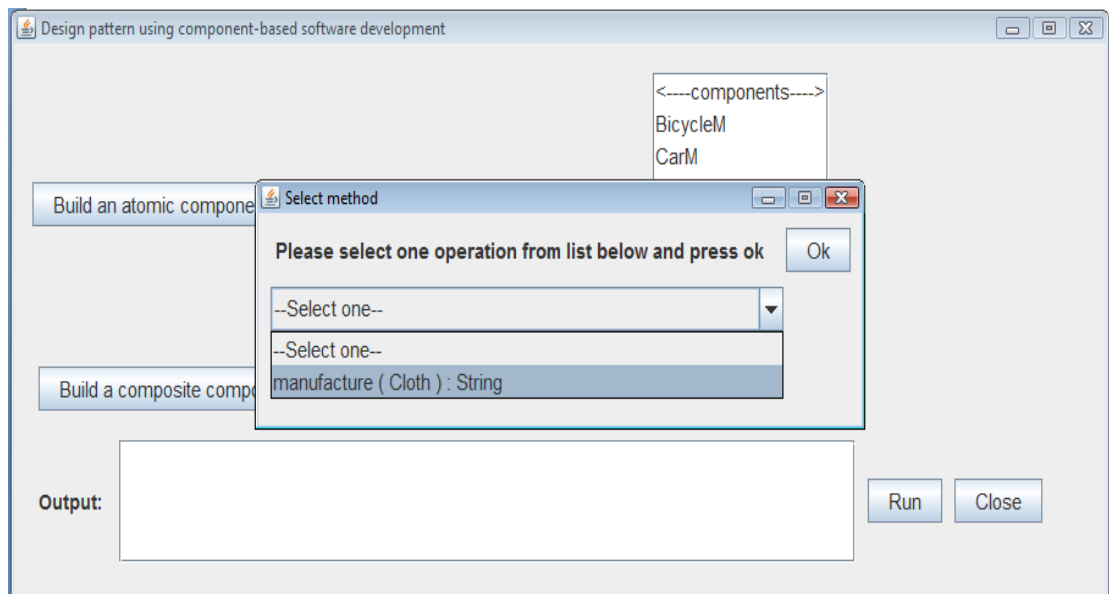 Design pattern using component-based software development
<----components---->
BicycleM
CarM
Build an atomic compone
Select method
Please select one operation from list below and press ok
Ok
--Select one--
--Select one--
manufacture ( Cloth ) : String
Build a composite compo
Output:
Run
Close